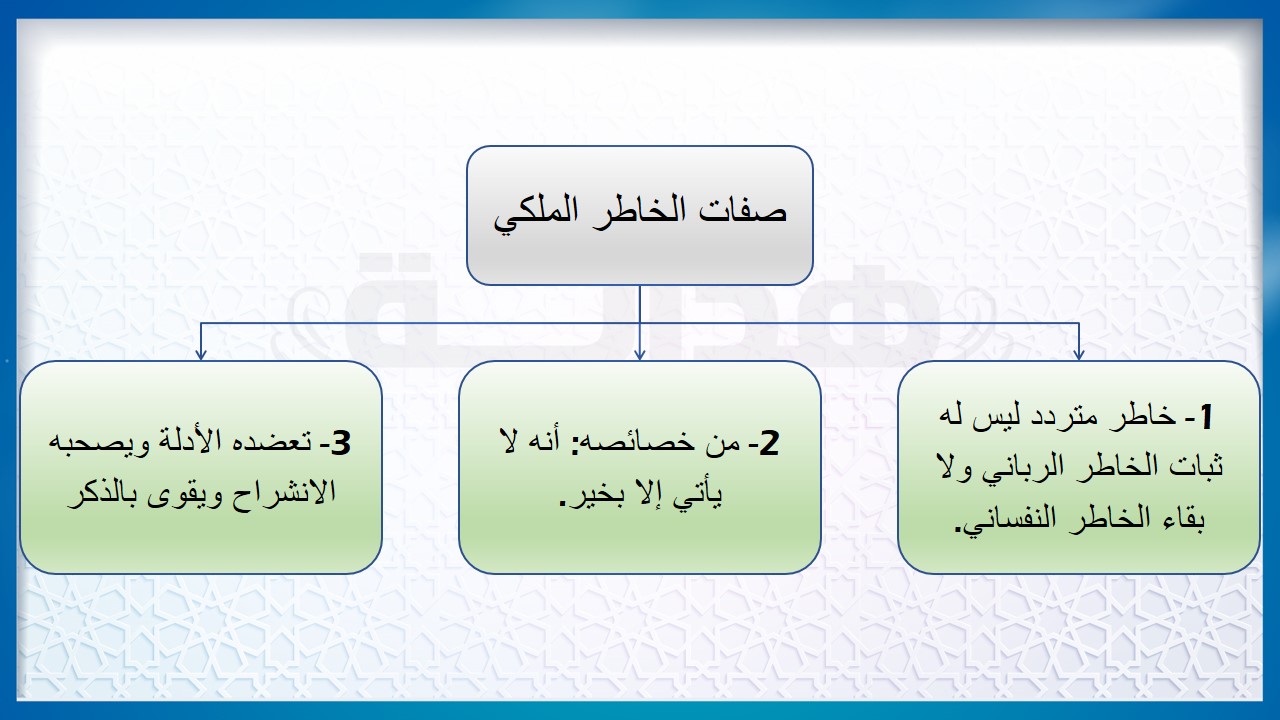 صفات الخاطر الملكي
1- خاطر متردد ليس له
ثبات الخاطر الرباني ولا
بقاء الخاطر النفساني.
2- من خصائصه: أنه لا
يأتي إلا بخير.
3- تعضده الأدلة ويصحبه
الانشراح ويقوى بالذكر
هداية